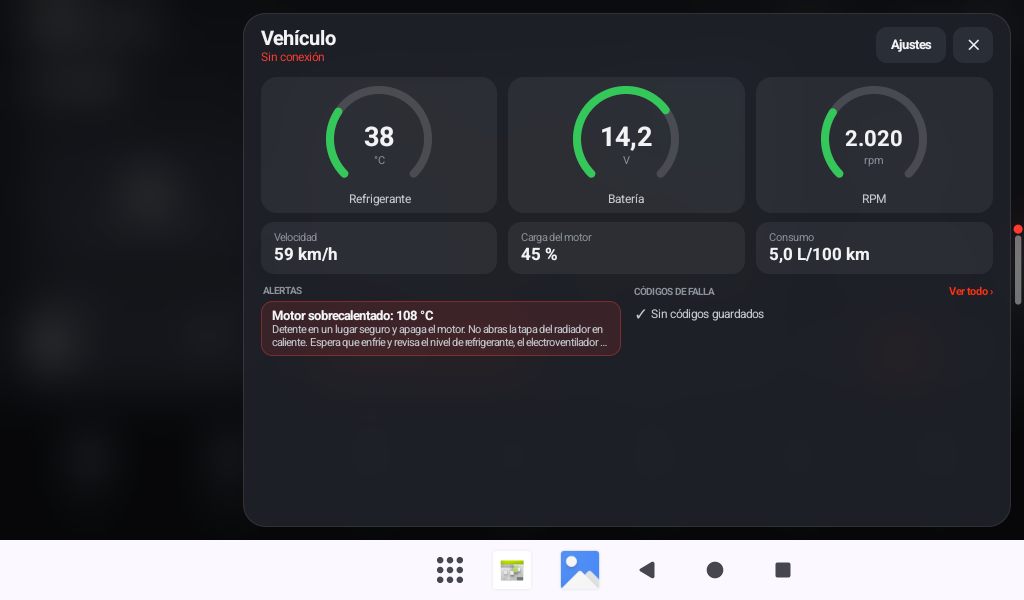 Vehículo
Sin conexión
Ajustes
38
°C
Refrigerante
14,2
V
Batería
2.020
rpm
RPM
Velocidad
59 km/h
Carga del motor
45 %
Consumo
5,0 L/100 km
ALERTAS
Motor sobrecalentado: 108 °C
Detente en un lugar seguro y apaga el motor. No abras la tapa del radiador en
caliente. Espera que enfríe y revisa el nivel de refrigerante, el electroventilador ...
CÓDIGOS DE FALLA
Ver todo ›
✓ Sin códigos guardados